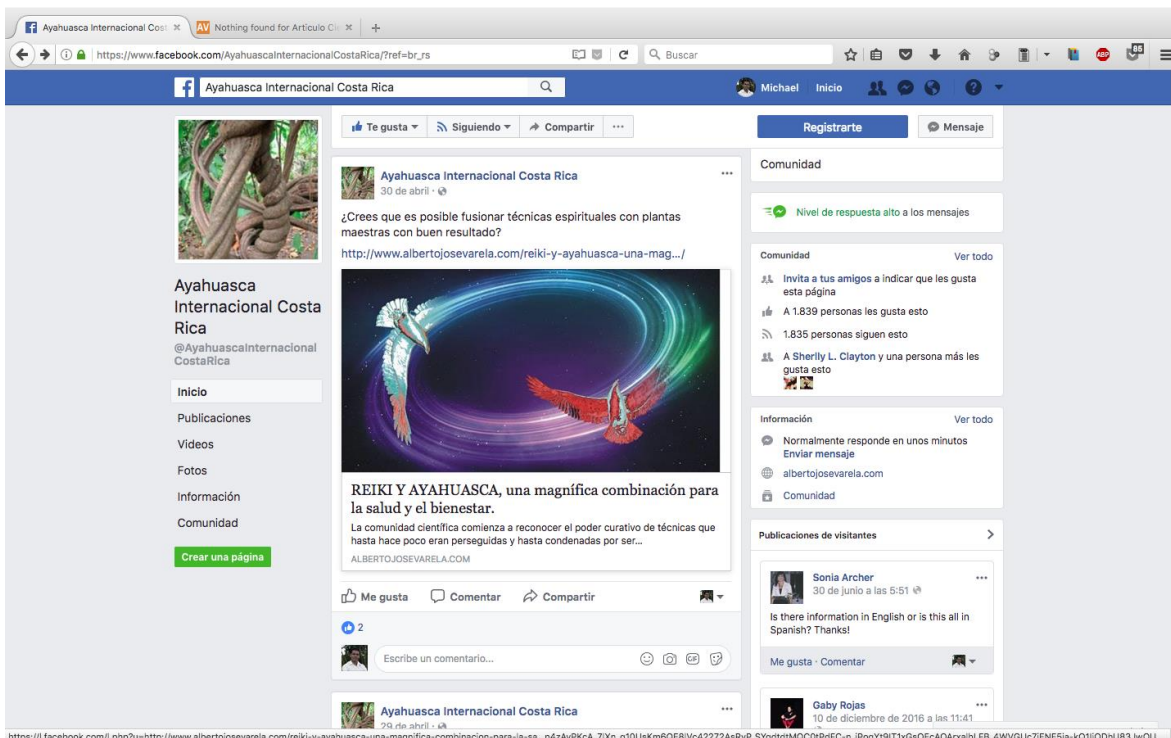 Ayahuasca Internacional Cost
Nothing found for Articulo Ci
https://www.facebook.com/AyahuascaInternacionalCostaRica/?ref=br_rs
Buscar
85
ABP
Ayahuasca Internacional Costa Rica
Michael
Inicio
Te gusta
Siguiendo
Compartir
Registrarte
Mensaje
Ayahuasca
Internacional Costa
Rica
@AyahuascaInternacional
CostaRica
Inicio
Publicaciones
Videos
Fotos
Información
Comunidad
Crear una página
Ayahuasca Internacional Costa Rica
30 de abril ·
¿Crees que es posible fusionar técnicas espirituales con plantas
maestras con buen resultado?
http://www.albertojosevarela.com/reiki-y-ayahuasca-una-mag.../
REIKI Y AYAHUASCA, una magnífica combinación para
la salud y el bienestar.
La comunidad científica comienza a reconocer el poder curativo de técnicas que
hasta hace poco eran perseguidas y hasta condenadas por ser...
ALBERTOJOSEVARELA.COM
Me gusta
Comentar
Compartir
2
Escribe un comentario...
GIF
Ayahuasca Internacional Costa Rica
29 de abril ·
Comunidad
Nivel de respuesta alto a los mensajes
Comunidad
Ver todo
Invita a tus amigos a indicar que les gusta
esta página
A 1.839 personas les gusta esto
1.835 personas siguen esto
A Sherlly L. Clayton y una persona más les
gusta esto
Información
Ver todo
Normalmente responde en unos minutos
Enviar mensaje
albertojosevarela.com
Comunidad
Publicaciones de visitantes
Sonia Archer
30 de junio a las 5:51
Is there information in English or is this all in
Spanish? Thanks!
Me gusta · Comentar
Gaby Rojas
10 de diciembre de 2016 a las 11:41